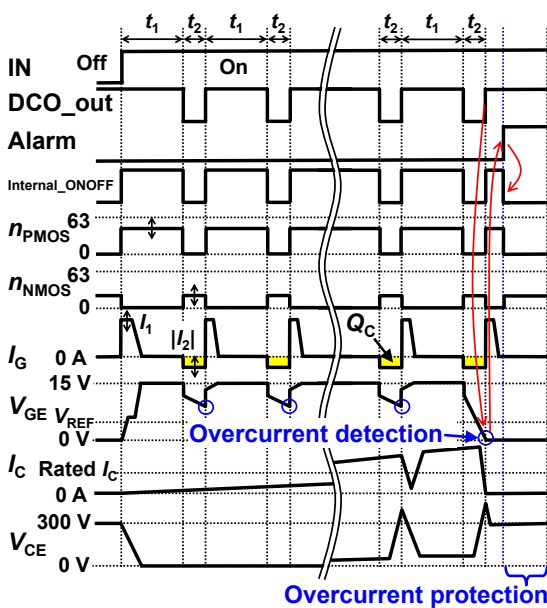 t1 t2 t1 t2 t2 t1 t2
IN Off On
DCO_out
Alarm
Internal_ONOFF
nPMOS 63
0
nNMOS 63
0
I1 |I2| QC
IG 0 A
15 V
VGE VREF
0 V Overcurrent detection
IC Rated IC
0 A
300 V
VCE
0 V
Overcurrent protection